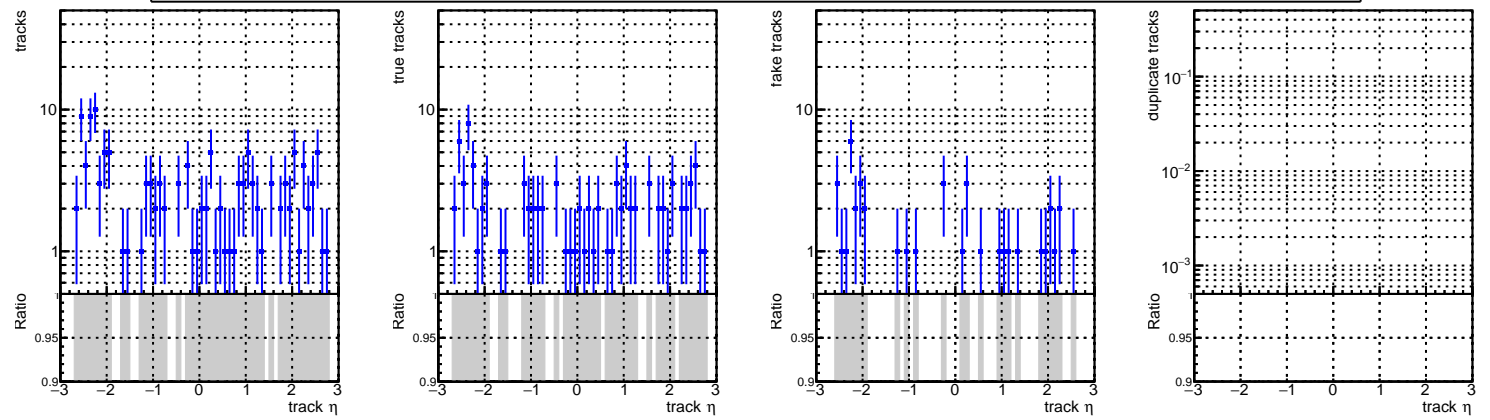 tracks
10
1
Ratio
1
0.95
0.9
−3 −2 −1 0 1 2 3
track η
true tracks
10
1
Ratio
1
0.95
0.9
−3 −2 −1 0 1 2 3
track η
fake tracks
10
1
Ratio
1
0.95
0.9
−3 −2 −1 0 1 2 3
track η
duplicate tracks
10−1
10−2
10−3
Ratio
1
0.95
0.9
−3 −2 −1 0 1 2 3
track η